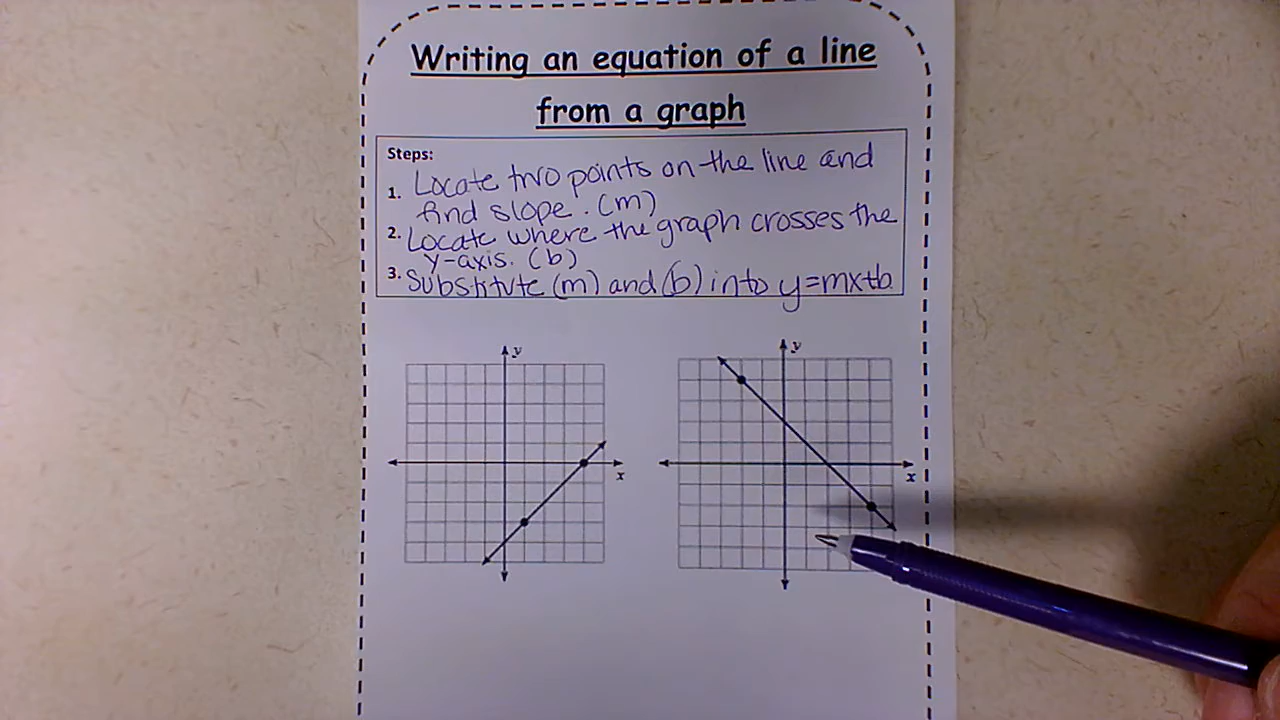 Writing an equation of a line
from a graph
Steps:
1. Locate two points on the line and
find slope. (m)
2. Locate where the graph crosses the
y-axis. (b)
3. Substitute (m) and (b) into y=mx+b.
y
x
y
x